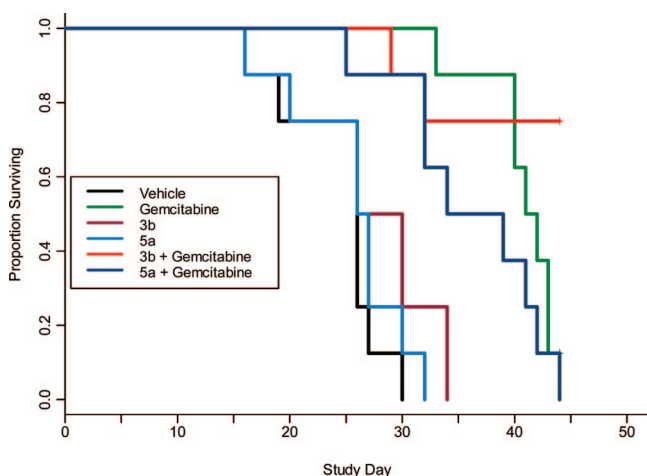 Proportion Surviving
1.0
0.8
0.6
0.4
0.2
0.0
Vehicle
Gemcitabine
3b
5a
3b + Gemcitabine
5a + Gemcitabine
0 10 20 30 40 50
Study Day